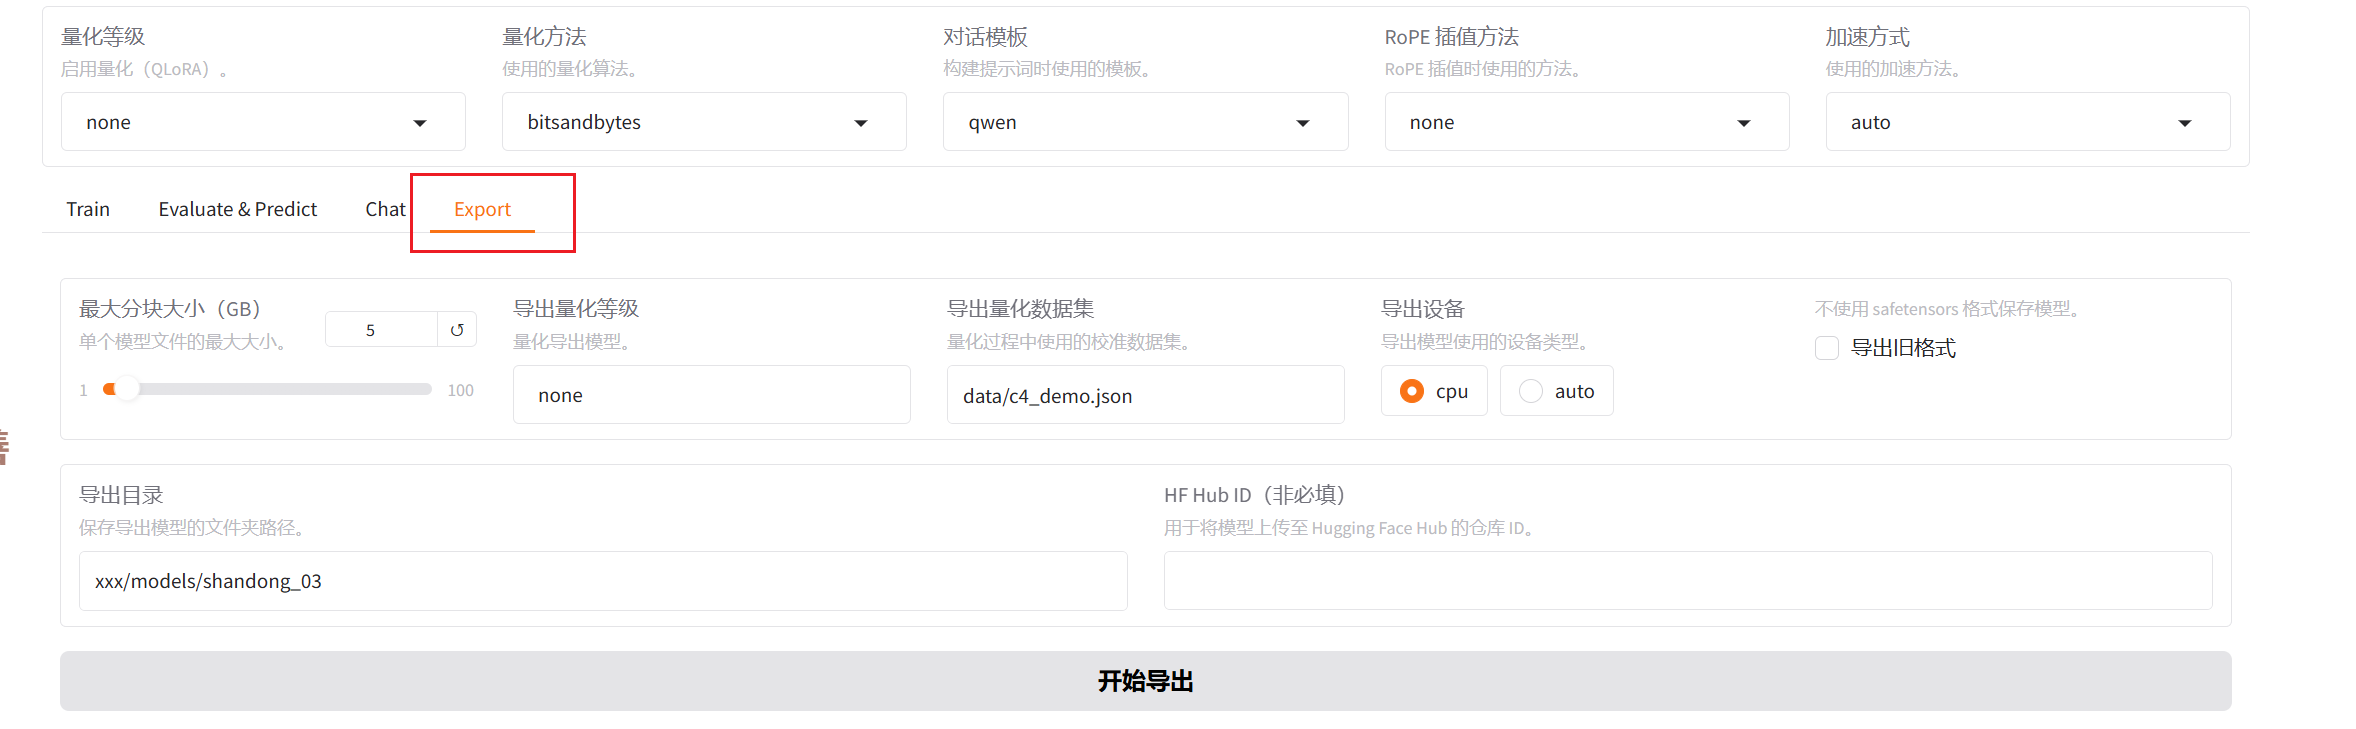 量化等级
启用量化（QLoRA）。
none
量化方法
使用的量化算法。
bitsandbytes
对话模板
构建提示词时使用的模板。
qwen
RoPE 插值方法
RoPE 插值时使用的方法。
none
加速方式
使用的加速方法。
auto
Train Evaluate & Predict Chat Export
最大分块大小（GB）
单个模型文件的最大大小。
5
1 100
导出量化等级
量化导出模型。
none
导出量化数据集
量化过程中使用的校准数据集。
data/c4_demo.json
导出设备
导出模型使用的设备类型。
cpu auto
不使用 safetensors 格式保存模型。
导出旧格式
导出目录
保存导出模型的文件夹路径。
xxx/models/shandong_03
HF Hub ID（非必填）
用于将模型上传至 Hugging Face Hub 的仓库 ID。
开始导出